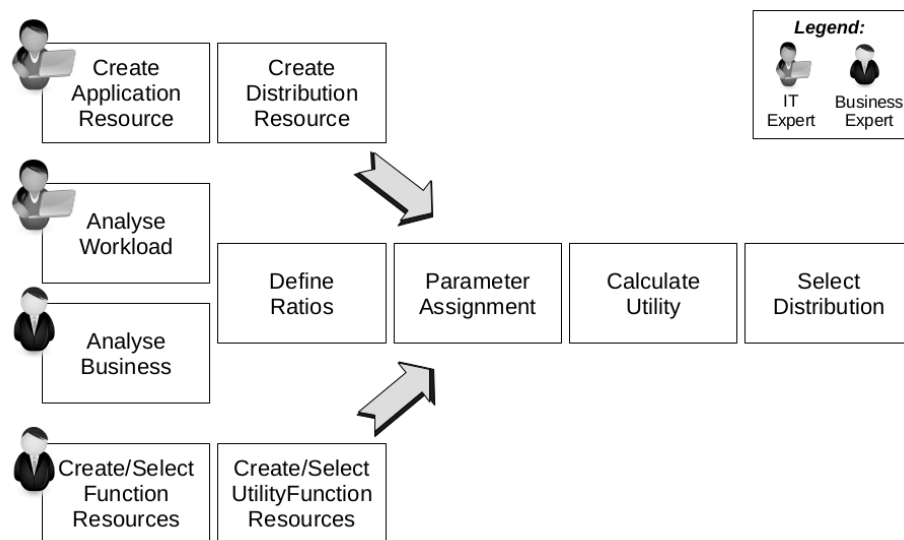 Create
Application
Resource
Create
Distribution
Resource
Legend:
IT
Expert
Business
Expert
Analyse
Workload
Analyse
Business
Define
Ratios
Parameter
Assignment
Calculate
Utility
Select
Distribution
Create/Select
Function
Resources
Create/Select
UtilityFunction
Resources